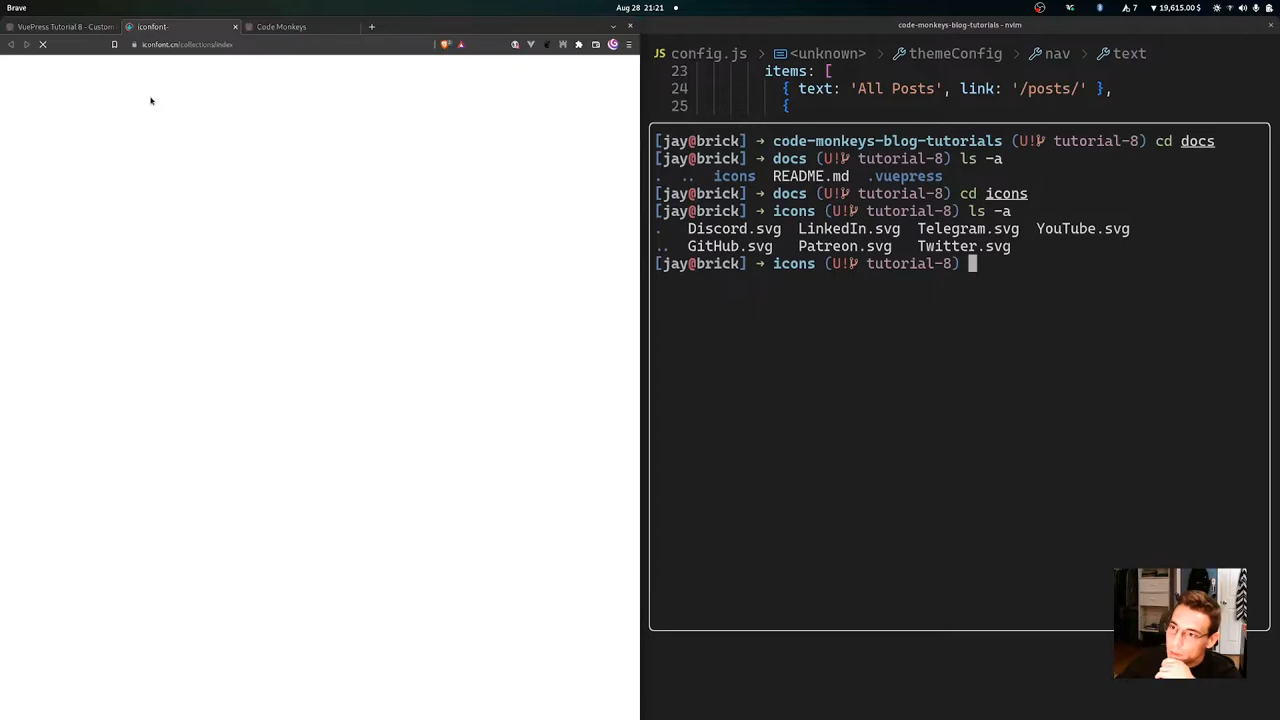 Brave
Aug 28 21:21
7
19,615.00
VuePress Tutorial 8 - Custom
iconfont-
Code Monkeys
iconfont.cn/collections/index
code-monkeys-blog-tutorials - nvim
JS config.js > <unknown> > themeConfig > nav > text
23 items: [
24 { text: 'All Posts', link: '/posts/' },
25 {
[jay@brick] → code-monkeys-blog-tutorials (U! tutorial-8) cd docs
[jay@brick] → docs (U! tutorial-8) ls -a
. .. icons README.md .vuepress
[jay@brick] → docs (U! tutorial-8) cd icons
[jay@brick] → icons (U! tutorial-8) ls -a
. Discord.svg LinkedIn.svg Telegram.svg YouTube.svg
.. GitHub.svg Patreon.svg Twitter.svg
[jay@brick] → icons (U! tutorial-8)